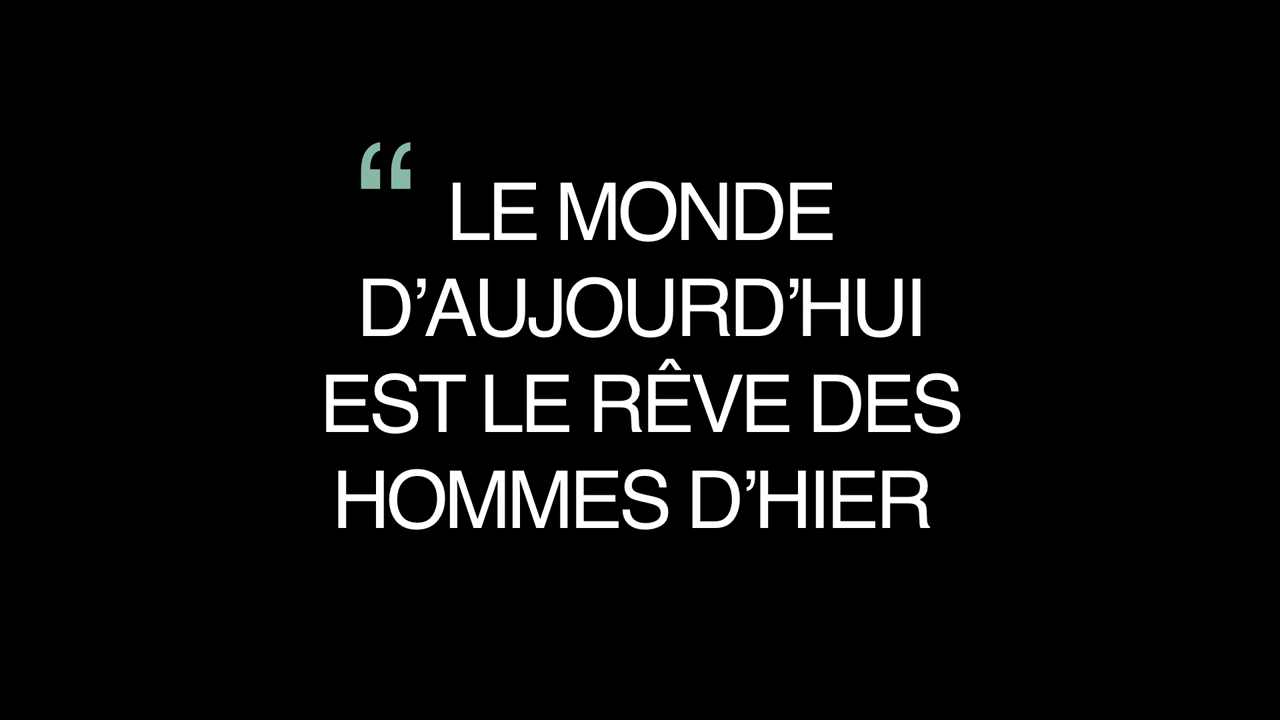 “ LE MONDE
D’AUJOURD’HUI
EST LE RÊVE DES
HOMMES D’HIER